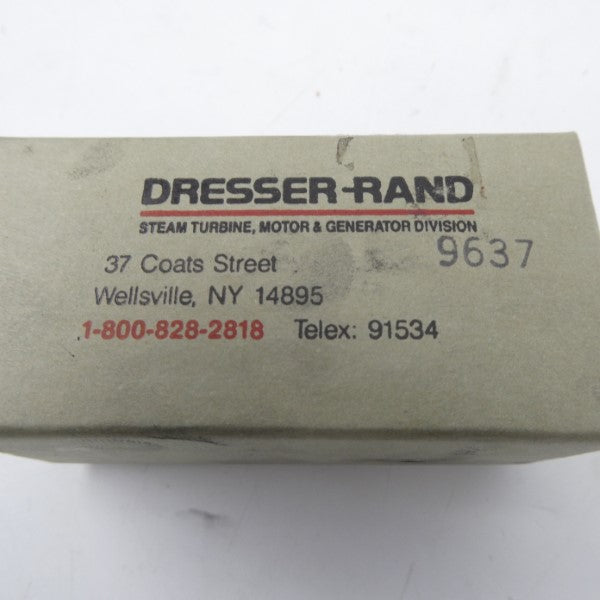 DRESSER-RAND
STEAM TURBINE, MOTOR & GENERATOR DIVISION
9637
37 Coats Street
Wellsville, NY 14895
1-800-828-2818 Telex: 91534